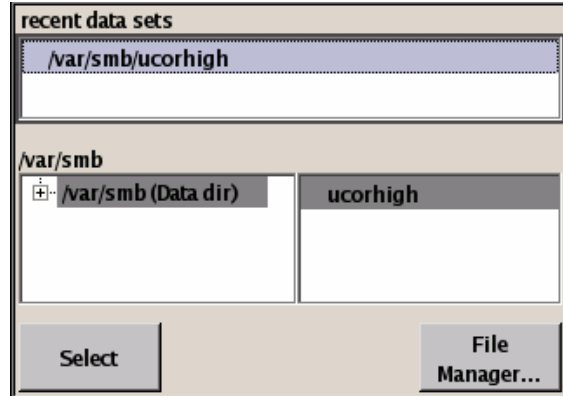 recent data sets
/var/smb/ucorhigh
/var/smb
/var/smb (Data dir)
ucorhigh
Select
File
Manager...